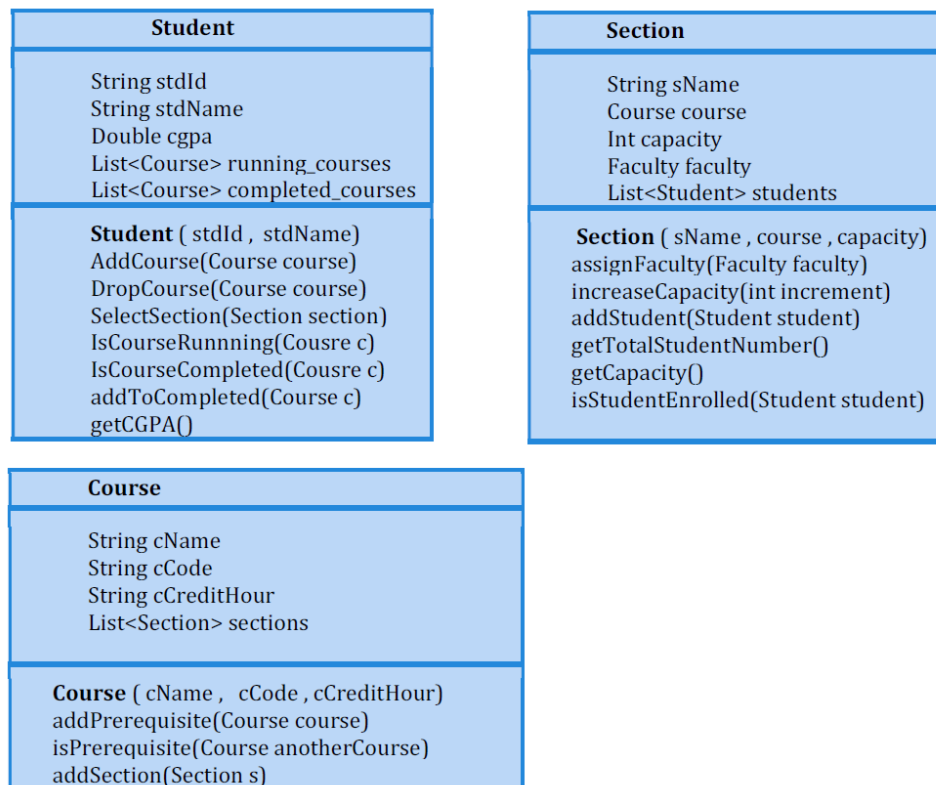 Student
String stdId
String stdName
Double cgpa
List<Course> running_courses
List<Course> completed_courses
Student ( stdId , stdName)
AddCourse(Course course)
DropCourse(Course course)
SelectSection(Section section)
IsCourseRunnning(Cousre c)
IsCourseCompleted(Cousre c)
addToCompleted(Course c)
getCGPA()
Section
String sName
Course course
Int capacity
Faculty faculty
List<Student> students
Section ( sName , course , capacity)
assignFaculty(Faculty faculty)
increaseCapacity(int increment)
addStudent(Student student)
getTotalStudentNumber()
getCapacity()
isStudentEnrolled(Student student)
Course
String cName
String cCode
String cCreditHour
List<Section> sections
Course ( cName , cCode , cCreditHour)
addPrerequisite(Course course)
isPrerequisite(Course anotherCourse)
addSection(Section s)